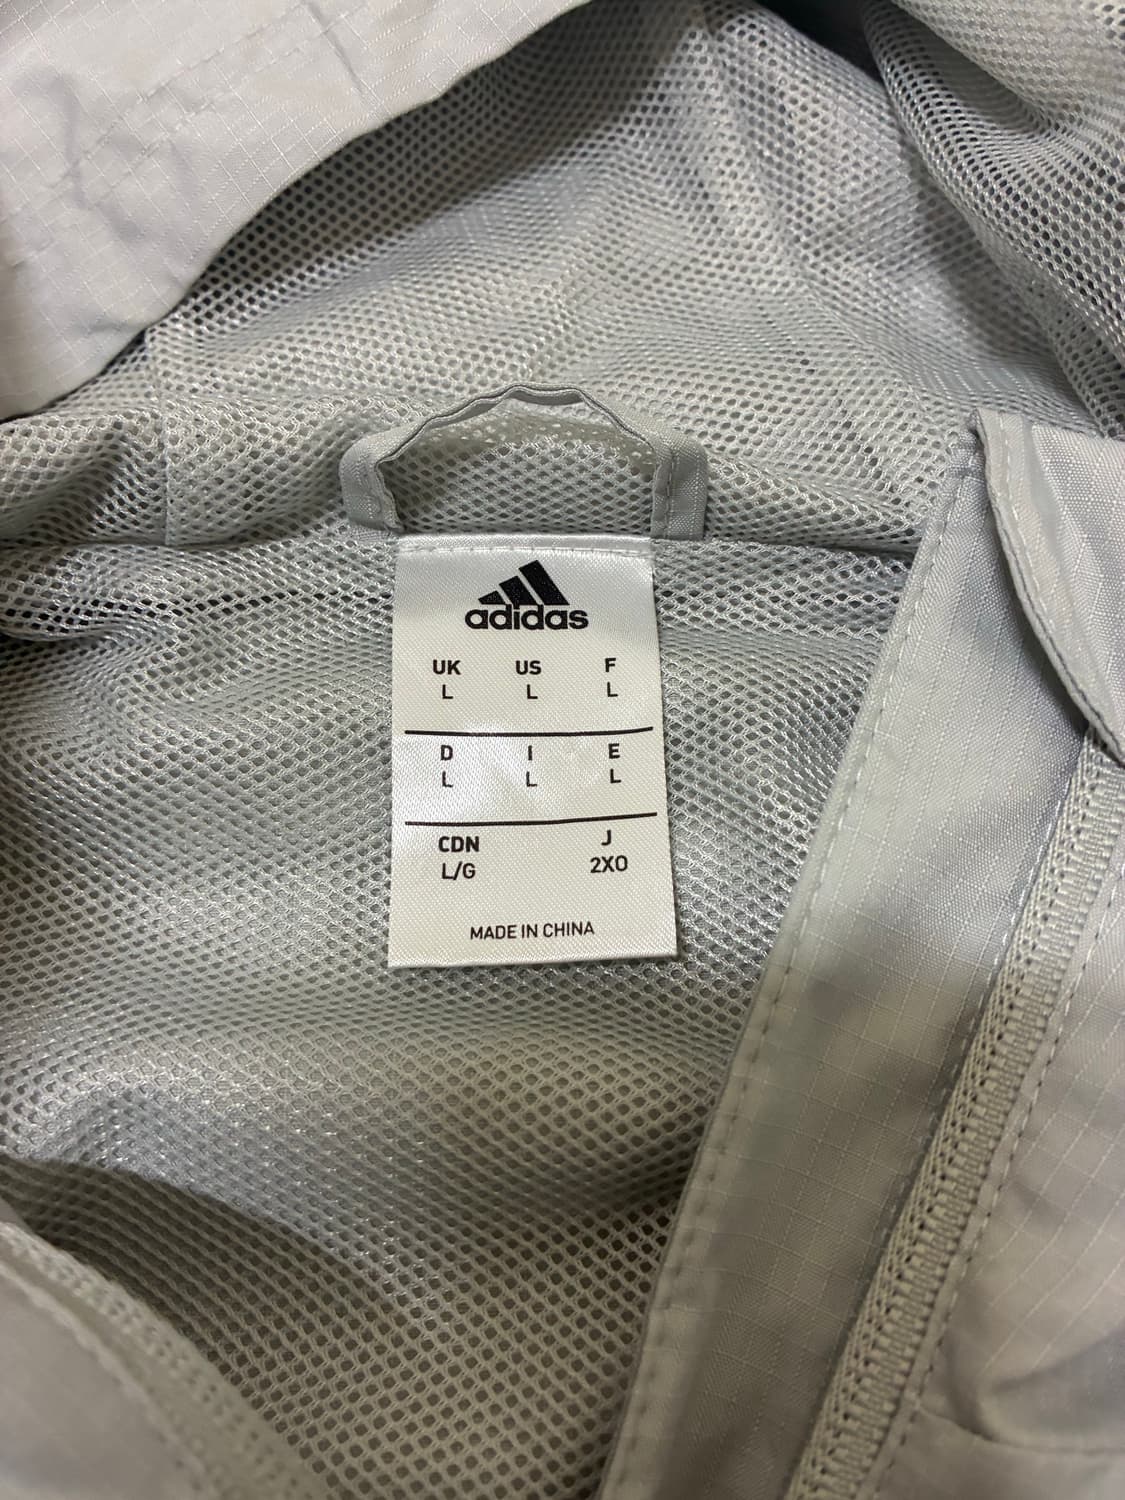 adidas
UK US F
L L L
D I E
L L L
CDN J
L/G 2XO
MADE IN CHINA